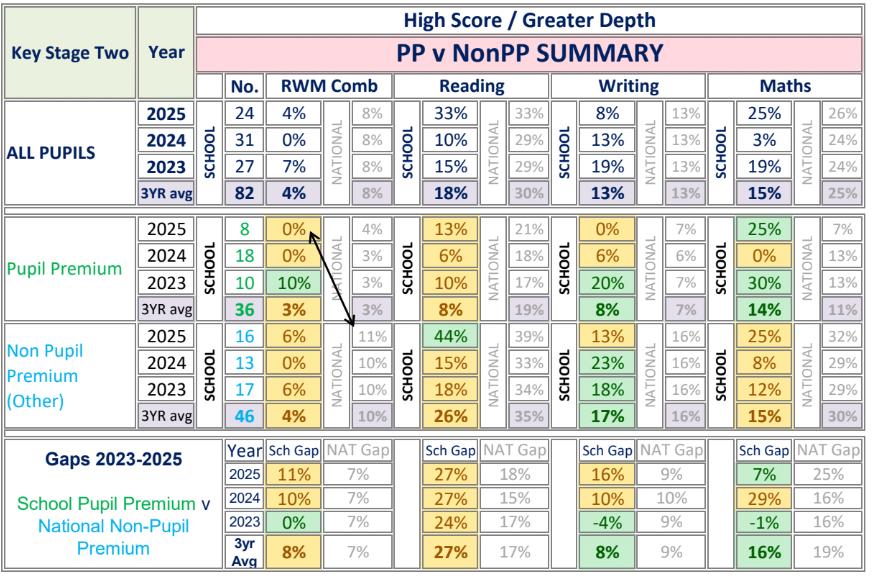 High Score / Greater Depth
Key Stage Two Year PP v NonPP SUMMARY
No. RWM Comb Reading Writing Maths
ALL PUPILS
SCHOOL NATIONAL SCHOOL NATIONAL SCHOOL NATIONAL SCHOOL NATIONAL
2025 24 4% 8% 33% 33% 8% 13% 25% 26%
2024 31 0% 8% 10% 29% 13% 13% 3% 24%
2023 27 7% 8% 15% 29% 19% 13% 19% 24%
3YR avg 82 4% 8% 18% 30% 13% 13% 15% 25%
Pupil Premium
SCHOOL NATIONAL SCHOOL NATIONAL SCHOOL NATIONAL SCHOOL NATIONAL
2025 8 0% 4% 13% 21% 0% 7% 25% 7%
2024 18 0% 3% 6% 18% 6% 6% 0% 13%
2023 10 10% 3% 10% 17% 20% 7% 30% 13%
3YR avg 36 3% 3% 8% 19% 8% 7% 14% 11%
Non Pupil
Premium
(Other)
SCHOOL NATIONAL SCHOOL NATIONAL SCHOOL NATIONAL SCHOOL NATIONAL
2025 16 6% 11% 44% 39% 13% 16% 25% 32%
2024 13 0% 10% 15% 33% 23% 16% 8% 29%
2023 17 6% 10% 18% 34% 18% 16% 12% 29%
3YR avg 46 4% 10% 26% 35% 17% 16% 15% 30%
Gaps 2023-2025
School Pupil Premium v
National Non-Pupil
Premium
Year Sch Gap NAT Gap Sch Gap NAT Gap Sch Gap NAT Gap Sch Gap NAT Gap
2025 11% 7% 27% 18% 16% 9% 7% 25%
2024 10% 7% 27% 15% 10% 10% 29% 16%
2023 0% 7% 24% 17% -4% 9% -1% 16%
3yr
Avg 8% 7% 27% 17% 8% 9% 16% 19%